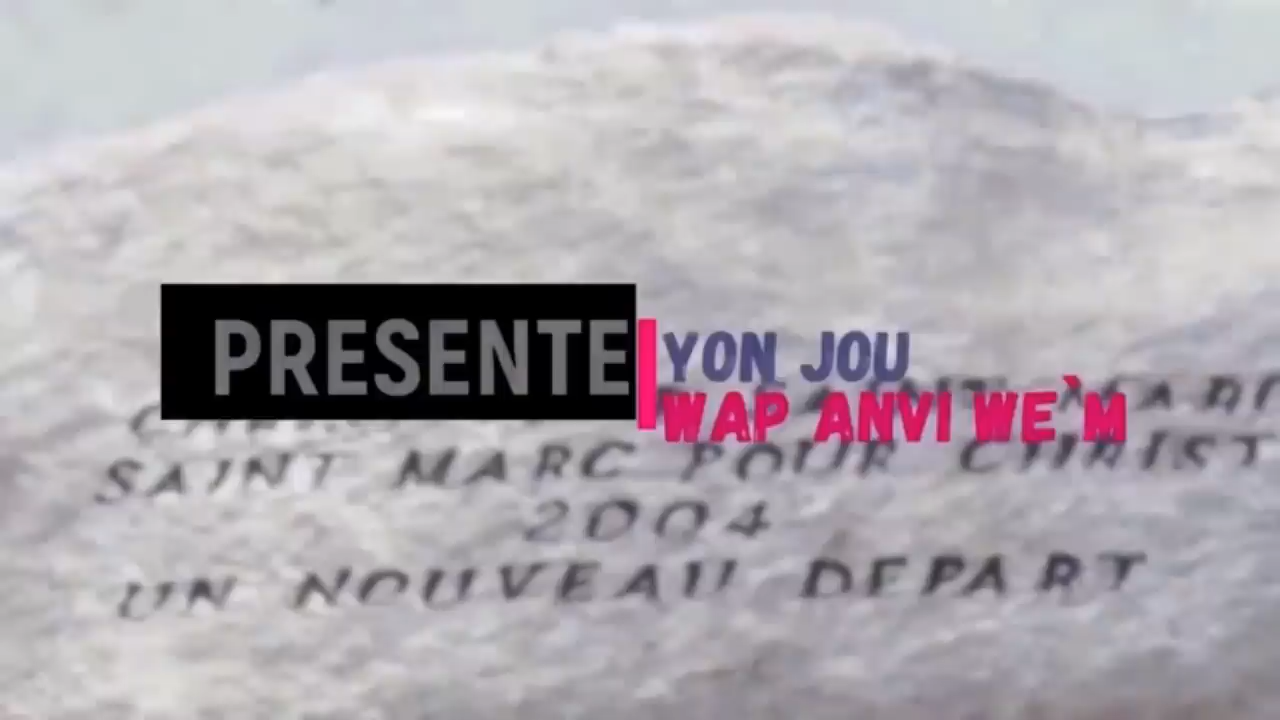 PRESENTE
YON JOU
WAP ANVI WE`M
SAINT MARC POUR CHRIST
2004
UN NOUVEAU DEPART